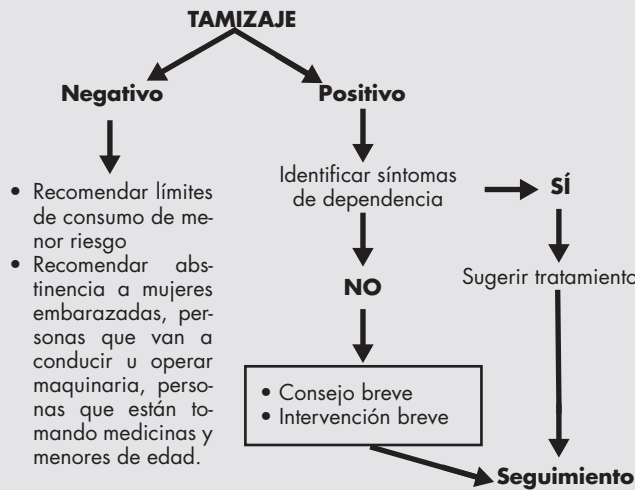 TAMIZAJE
Negativo
Positivo
• Recomendar límites
de consumo de me-
nor riesgo
• Recomendar abs-
tinencia a mujeres
embarazadas, per-
sonas que van a
conducir u operar
maquinaria, perso-
nas que están to-
mando medicinas y
menores de edad.
Identificar síntomas
de dependencia
SÍ
NO
Sugerir tratamiento
• Consejo breve
• Intervención breve
Seguimiento